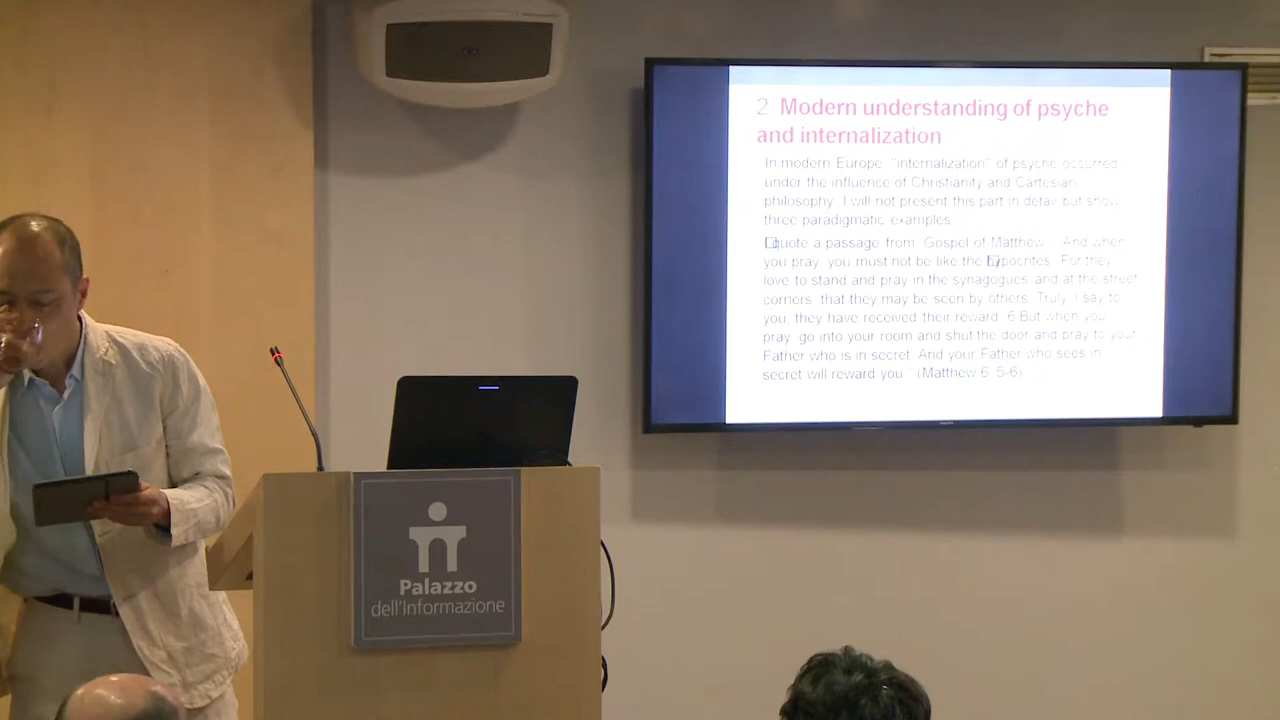 2 Modern understanding of psyche
and internalization
In modern Europe "internalization" of psyche occurred
under the influence of Christianity and Cartesian
philosophy. I will not present this part in detail but show
three paradigmatic examples
quote a passage from Gospel of Matthew. And when
you pray you must not be like the hypocrites. For they
love to stand and pray in the synagogues and at the street
corners that they may be seen by others. Truly, I say to
you, they have received their reward. 6 But when you
pray, go into your room and shut the door and pray to your
Father who is in secret. And your Father who sees in
secret will reward you." (Matthew 6: 5-6)
Palazzo
dell'Informazione